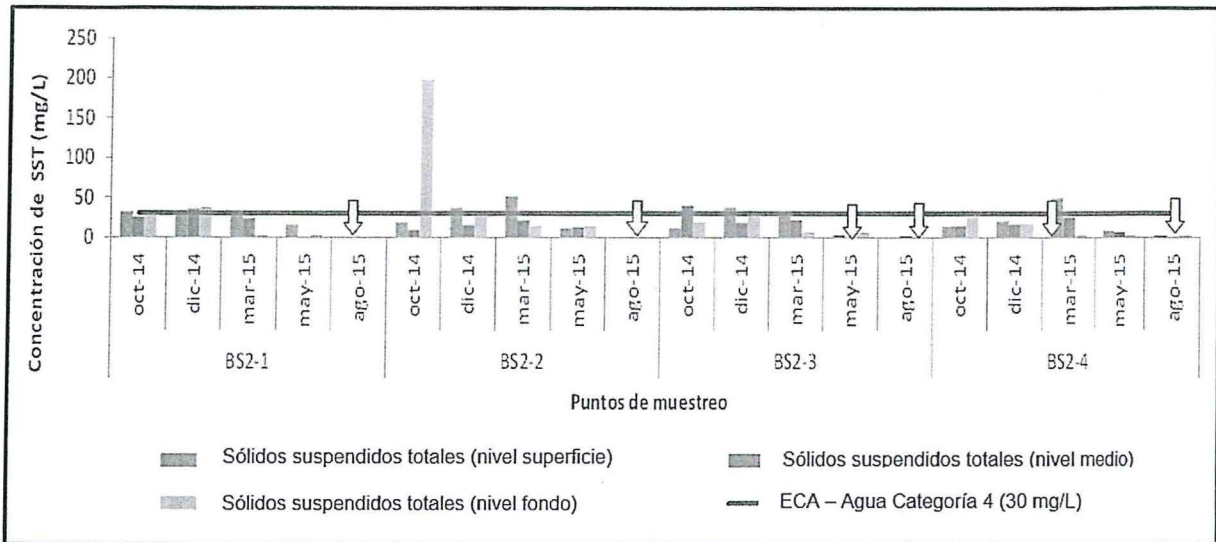 Concentración de SST (mg/L)
250
200
150
100
50
0
oct-14
dic-14
mar-15
may-15
ago-15
oct-14
dic-14
mar-15
may-15
ago-15
oct-14
dic-14
mar-15
may-15
ago-15
oct-14
dic-14
mar-15
may-15
ago-15
BS2-1
BS2-2
BS2-3
BS2-4
Puntos de muestreo
Sólidos suspendidos totales (nivel superficie)
Sólidos suspendidos totales (nivel medio)
Sólidos suspendidos totales (nivel fondo)
ECA – Agua Categoría 4 (30 mg/L)